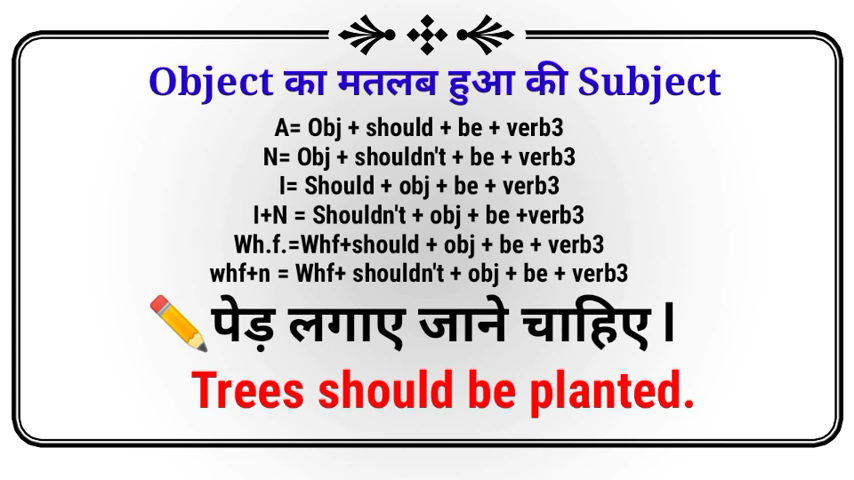 Object का मतलब हुआ की Subject
A= Obj + should + be + verb3
N= Obj + shouldn't + be + verb3
I= Should + obj + be + verb3
I+N = Shouldn't + obj + be +verb3
Wh.f.=Whf+should + obj + be + verb3
whf+n = Whf+ shouldn't + obj + be + verb3
पेड़ लगाए जाने चाहिए l
Trees should be planted.